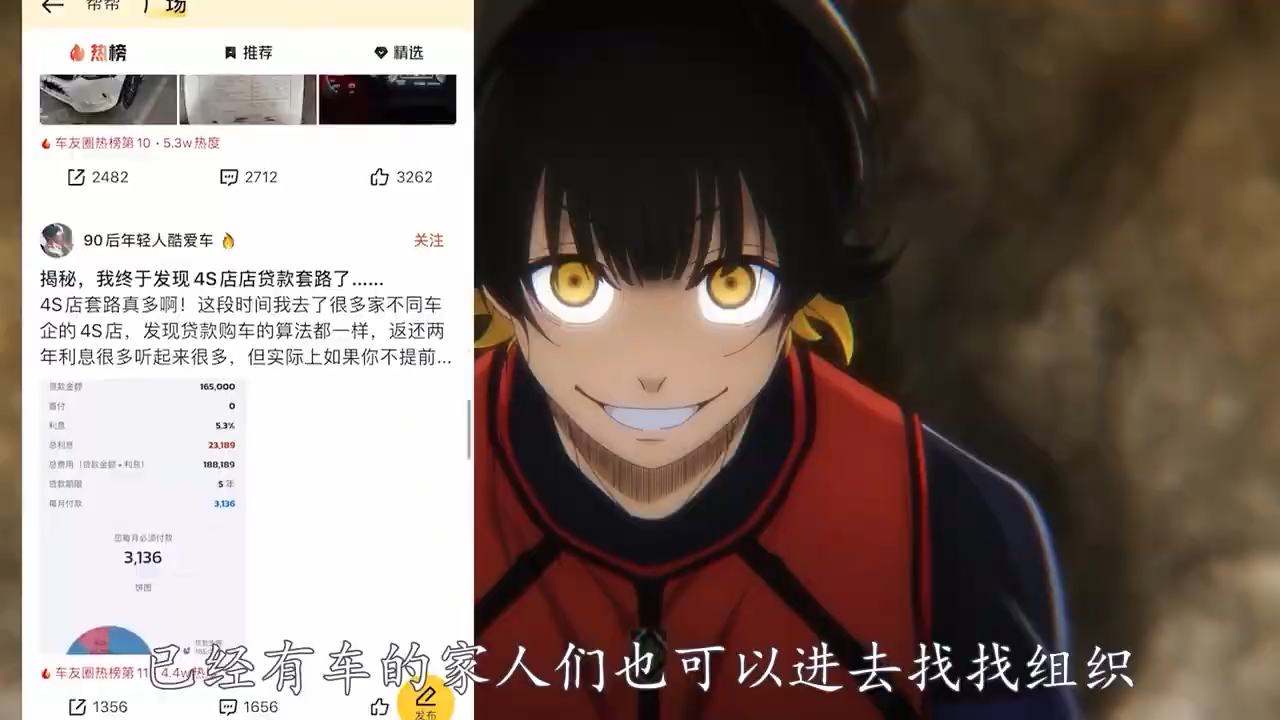 帮帮 广场
热榜 推荐 精选
车友圈热榜第10·5.3w热度
2482 2712 3262
90后年轻人酷爱车 关注
揭秘，我终于发现4S店店贷款套路了......
4S店套路真多啊！这段时间我去了很多家不同车
企的4S店，发现贷款购车的算法都一样，返还两
年利息很多听起来很多，但实际上如果你不提前...
贷款金额 165,000
首付 0
利息 5.3%
总利息 23,189
总费用（贷款金额+利息） 188,189
贷款期限 5 年
每月付款 3,136
您每月必须付款
3,136
饼图
车友圈热榜第11 4.4w热
已经有车的家人们也可以进去找找组织
1356 1656 发布